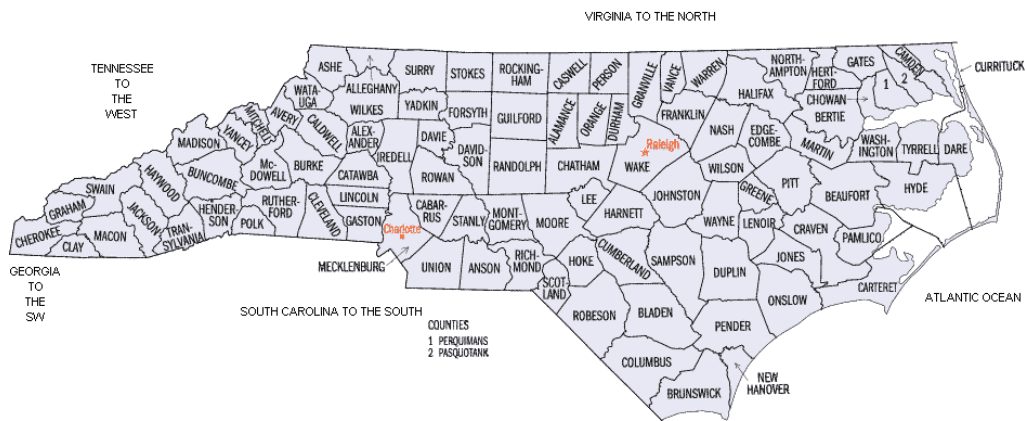 VIRGINIA TO THE NORTH
TENNESSEE
TO
THE
WEST
ASHE
ALLEGHANY
SURRY
STOKES
ROCKING-
HAM
CASWELL
PERSON
GRANVILLE
VANCE
WARREN
NORTH-
AMPTON
HERT-
FORD
GATES
CAMDEN
CURRITUCK
WATA-
UGA
WILKES
YADKIN
FORSYTH
GUILFORD
ALAMANCE
ORANGE
DURHAM
FRANKLIN
HALIFAX
CHOWAN
BERTIE
1
2
MITCHELL
AVERY
CALDWELL
ALEX-
ANDER
IREDELL
DAVIE
DAVID-
SON
RANDOLPH
CHATHAM
WAKE
Raleigh
NASH
EDGE-
COMBE
MARTIN
WASH-
INGTON
TYRRELL
DARE
MADISON
YANCEY
Mc-
DOWELL
BURKE
CATAWBA
ROWAN
WILSON
PITT
BEAUFORT
HYDE
SWAIN
HAYWOOD
BUNCOMBE
RUTHER-
FORD
CLEVELAND
LINCOLN
GASTON
CABAR-
RUS
STANLY
MONT-
GOMERY
MOORE
LEE
HARNETT
JOHNSTON
WAYNE
GREENE
LENOIR
CRAVEN
PAMLICO
GRAHAM
CHEROKEE
CLAY
MACON
JACKSON
TRAN-
SYLVANIA
HENDER-
SON
POLK
Charlotte
MECKLENBURG
UNION
ANSON
RICH-
MOND
SCOT-
LAND
HOKE
CUMBERLAND
SAMPSON
DUPLIN
JONES
ONSLOW
CARTERET
GEORGIA
TO
THE
SW
SOUTH CAROLINA TO THE SOUTH
ATLANTIC OCEAN
ROBESON
BLADEN
PENDER
COLUMBUS
BRUNSWICK
NEW
HANOVER
COUNTIES
1 PERQUIMANS
2 PASQUOTANK